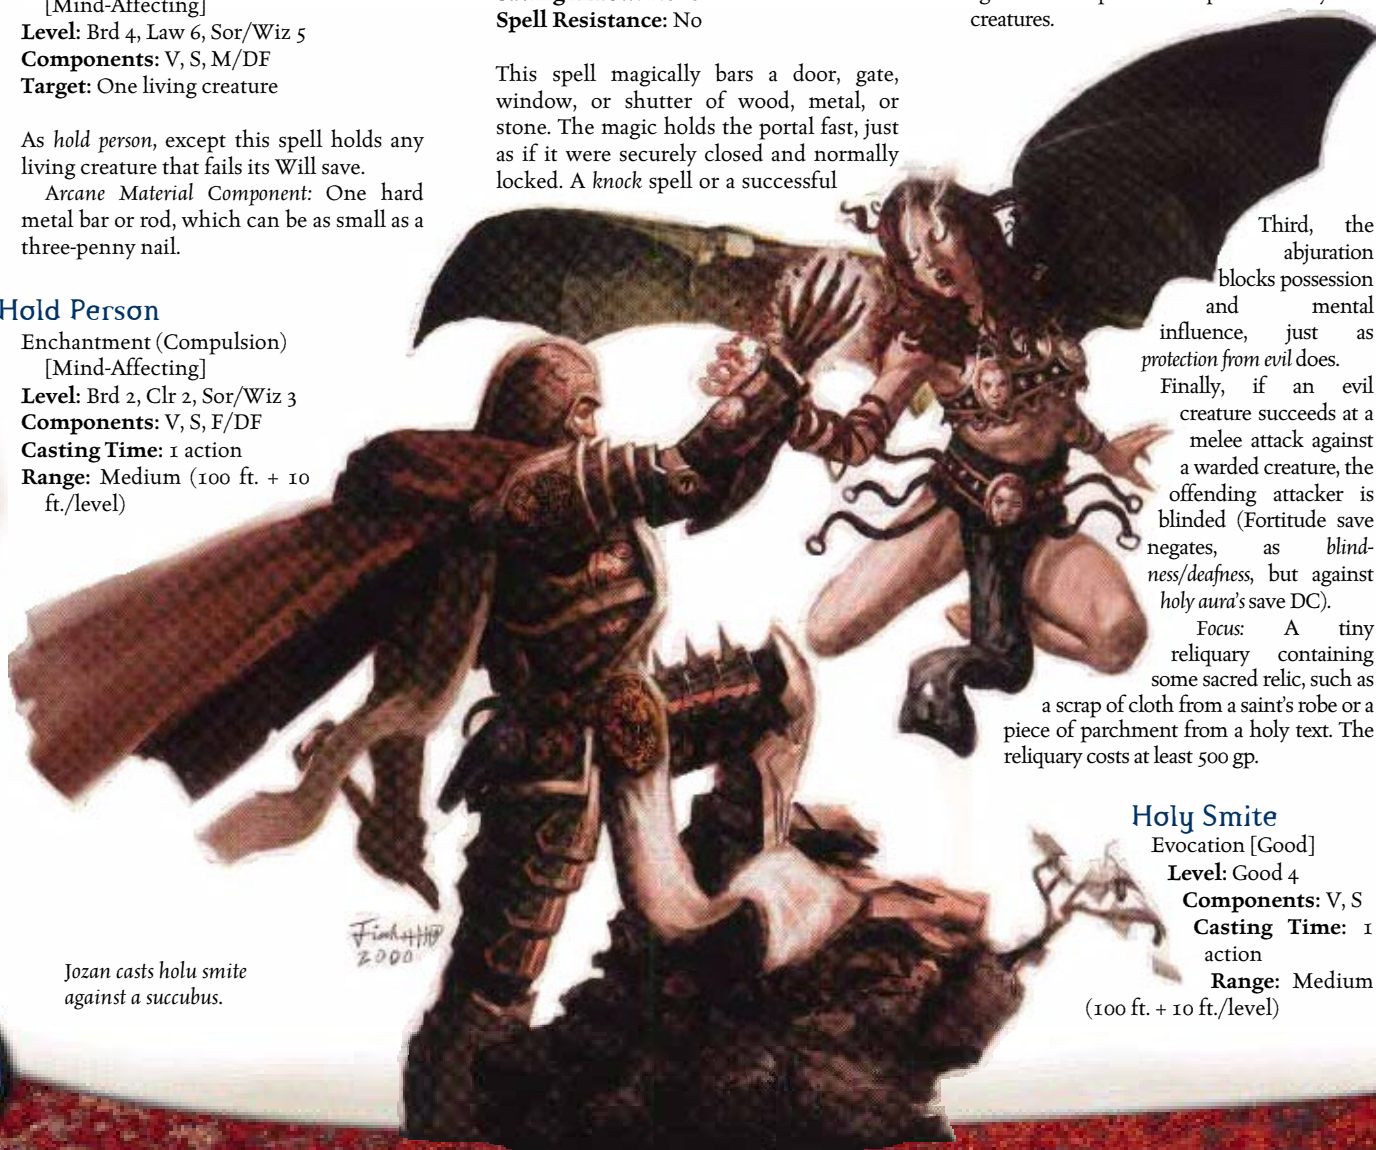 [Mind-Affecting]
Level: Brd 4, Law 6, Sor/Wiz 5
Components: V, S, M/DF
Target: One living creature
As hold person, except this spell holds any
living creature that fails its Will save.
Arcane Material Component: One hard
metal bar or rod, which can be as small as a
three-penny nail.
Hold Person
Enchantment (Compulsion)
[Mind-Affecting]
Level: Brd 2, Clr 2, Sor/Wiz 3
Components: V, S, F/DF
Casting Time: 1 action
Range: Medium (100 ft. + 10
ft./level)
Jozan casts holu smite
against a succubus.
2000
Spell Resistance: No
This spell magically bars a door, gate,
window, or shutter of wood, metal, or
stone. The magic holds the portal fast, just
as if it were securely closed and normally
locked. A knock spell or a successful
creatures.
Third, the
abjuration
blocks possession
and mental
influence, just as
protection from evil does.
Finally, if an evil
creature succeeds at a
melee attack against
a warded creature, the
offending attacker is
blinded (Fortitude save
negates, as blind-
ness/deafness, but against
holy aura's save DC).
Focus: A tiny
reliquary containing
some sacred relic, such as
a scrap of cloth from a saint's robe or a
piece of parchment from a holy text. The
reliquary costs at least 500 gp.
Holy Smite
Evocation [Good]
Level: Good 4
Components: V, S
Casting Time: 1
action
Range: Medium
(100 ft. + 10 ft./level)